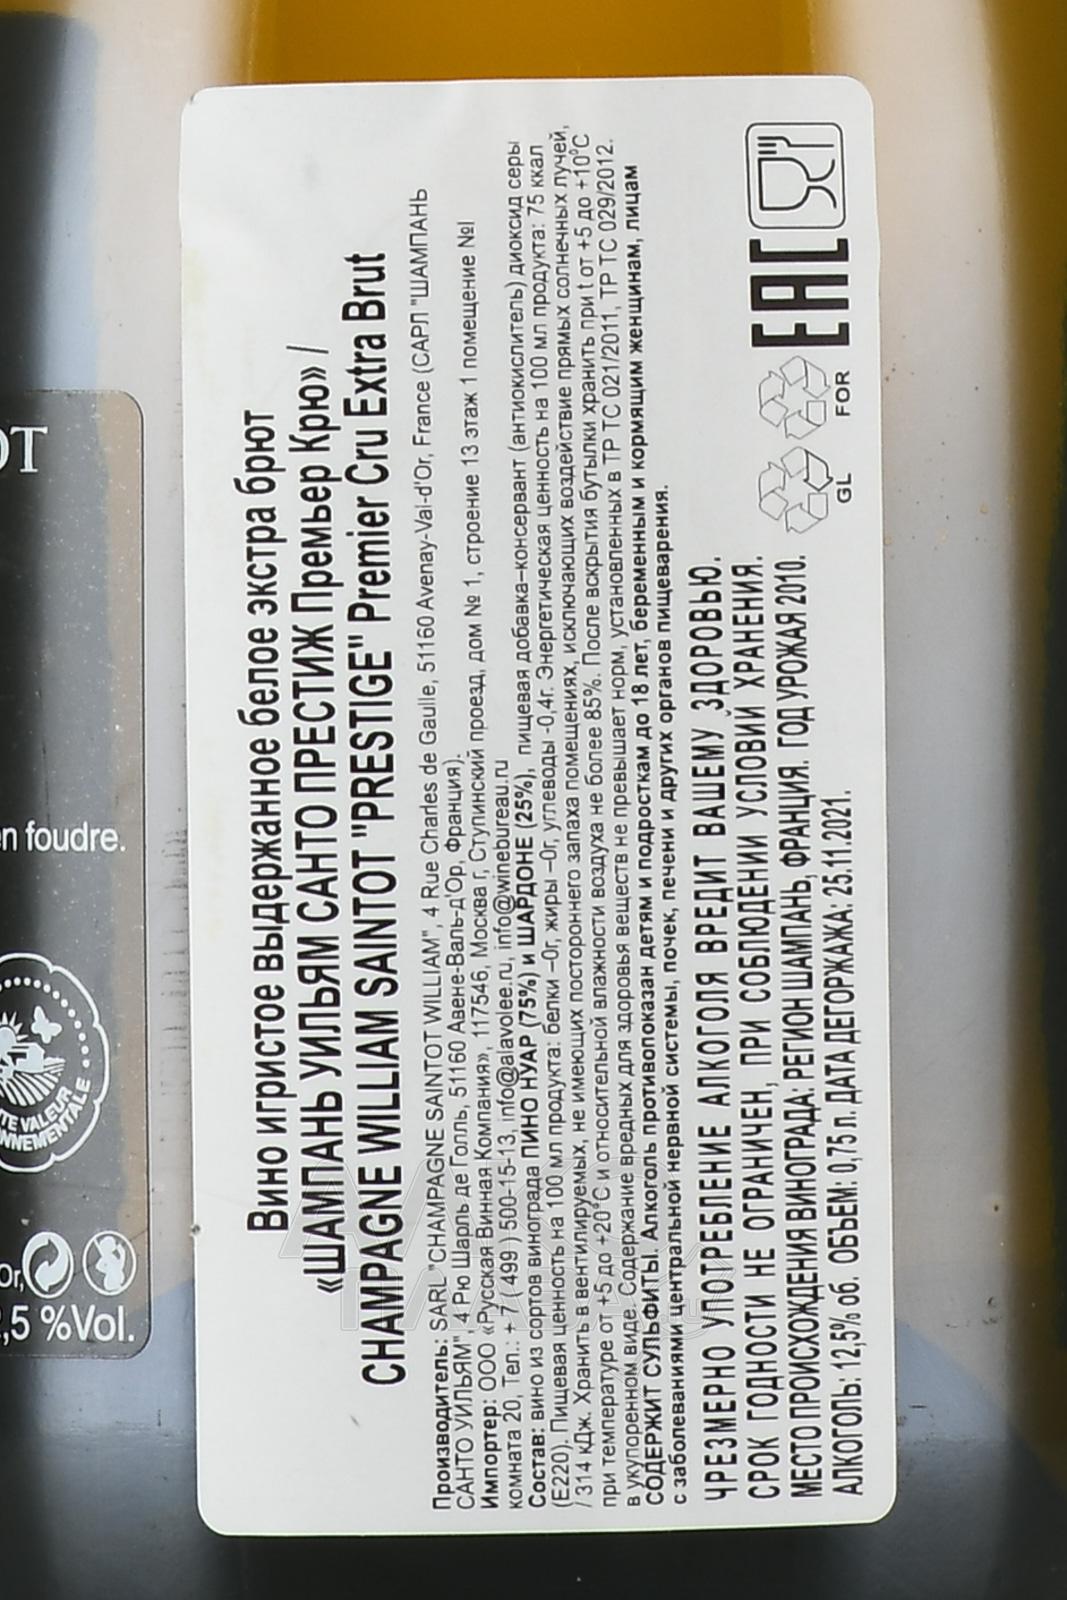 Вино игристое выдержанное белое экстра брют
«ШАМПАНЬ УИЛЬЯМ САНТО ПРЕСТИЖ Премьер Крю» /
CHAMPAGNE WILLIAM SAINTOT "PRESTIGE" Premier Cru Extra Brut
Производитель: SARL "CHAMPAGNE SAINTOT WILLIAM", 4 Rue Charles de Gaulle, 51160 Avenay-Val-d'Or, France (САРЛ "ШАМПАНЬ
САНТО УИЛЬЯМ", 4 Рю Шарль де Голль, 51160 Авене-Валь-д'Ор, Франция).
Импортер: ООО «Русская Винная Компания», 117546, Москва г, Ступинский проезд, дом № 1, строение 13 этаж 1 помещение №I
комната 20, Тел.: + 7 (499 ) 500-15-13, info@alavolee.ru, info@winebureau.ru
Состав: вино из сортов винограда ПИНО НУАР (75%) и ШАРДОНЕ (25%), пищевая добавка–консервант (антиокислитель) диоксид серы
(Е220). Пищевая ценность на 100 мл продукта: белки –0г, жиры –0г, углеводы -0,4г. Энергетическая ценность на 100 мл продукта: 75 ккал
/ 314 кДж. Хранить в вентилируемых, не имеющих постороннего запаха помещениях, исключающих воздействие прямых солнечных лучей,
при температуре от +5 до +20°С и относительной влажности воздуха не более 85%. После вскрытия бутылки хранить при t от +5 до +10°С
в укупоренном виде. Содержание вредных для здоровья веществ не превышает норм, установленных в ТР ТС 021/2011, ТР ТС 029/2012.
СОДЕРЖИТ СУЛЬФИТЫ. Алкоголь противопоказан детям и подросткам до 18 лет, беременным и кормящим женщинам, лицам
с заболеваниями центральной нервной системы, почек, печени и других органов пищеварения.
ЧРЕЗМЕРНО УПОТРЕБЛЕНИЕ АЛКОГОЛЯ ВРЕДИТ ВАШЕМУ ЗДОРОВЬЮ.
СРОК ГОДНОСТИ НЕ ОГРАНИЧЕН, ПРИ СОБЛЮДЕНИИ УСЛОВИЙ ХРАНЕНИЯ.
МЕСТО ПРОИСХОЖДЕНИЯ ВИНОГРАДА: РЕГИОН ШАМПАНЬ, ФРАНЦИЯ. ГОД УРОЖАЯ 2010.
АЛКОГОЛЬ: 12,5% об. ОБЪЕМ: 0,75 л. ДАТА ДЕГОРЖАЖА: 25.11.2021.
GL FOR
EAC
en foudre.
VALEUR
,5 %Vol.